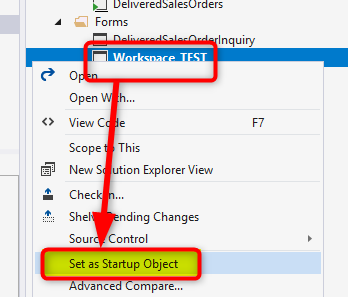 DeliveredSalesOrders
Forms
DeliveredSalesOrderInquiry
Workspace_TEST
Open
Open With...
View Code F7
Scope to This
New Solution Explorer View
Check In...
Shelve Pending Changes
Source Control
Set as Startup Object
Advanced Compare...